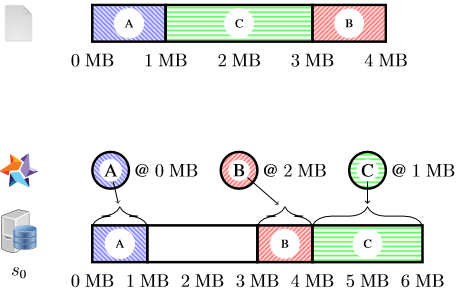 A C B
0 MB 1 MB 2 MB 3 MB 4 MB
A @ 0 MB B @ 2 MB C @ 1 MB
A B C
s₀
0 MB 1 MB 2 MB 3 MB 4 MB 5 MB 6 MB